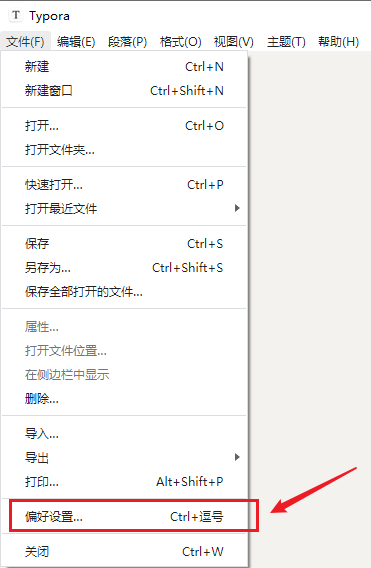 T Typora
文件(F) 编辑(E) 段落(P) 格式(O) 视图(V) 主题(T) 帮助(H)
新建 Ctrl+N
新建窗口 Ctrl+Shift+N
打开... Ctrl+O
打开文件夹...
快速打开... Ctrl+P
打开最近文件
保存 Ctrl+S
另存为... Ctrl+Shift+S
保存全部打开的文件...
属性...
打开文件位置...
在侧边栏中显示
删除...
导入...
导出
打印... Alt+Shift+P
偏好设置... Ctrl+逗号
关闭 Ctrl+W